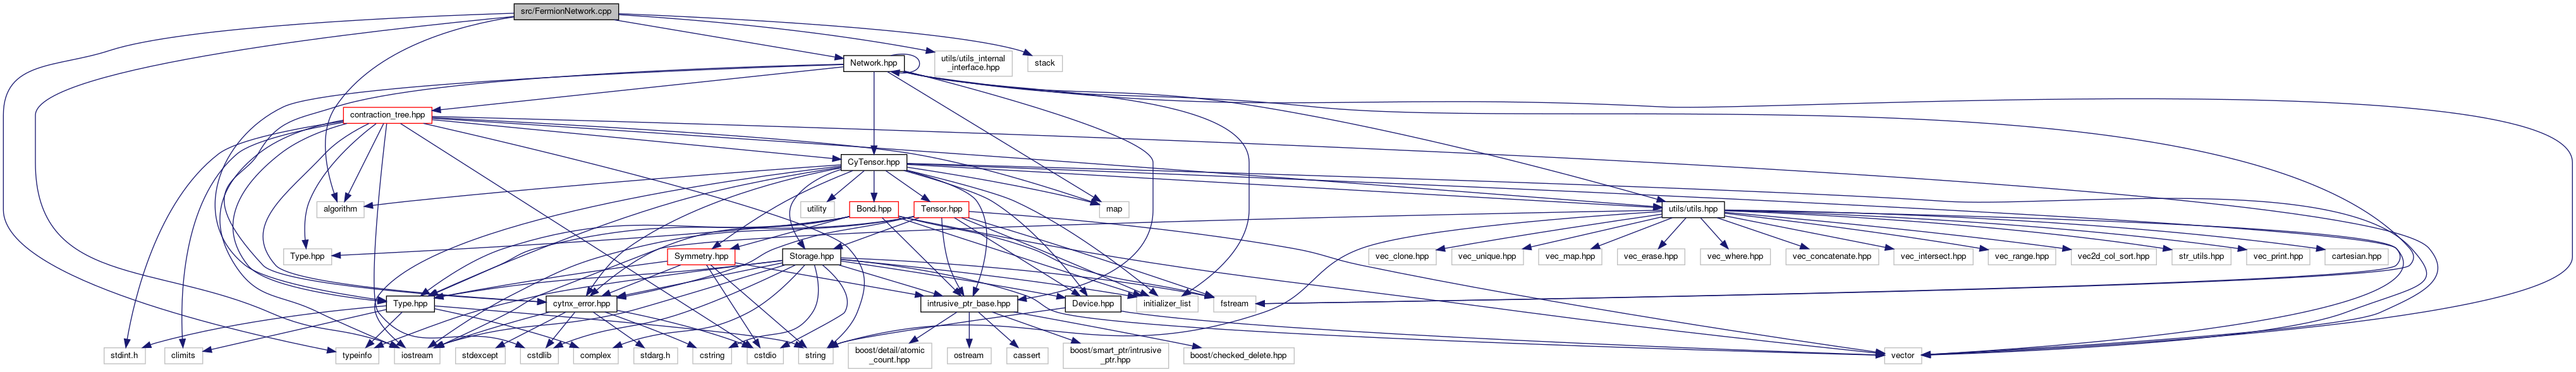 src/FermionNetwork.cpp
Network.hpp
utils/utils_internal
_interface.hpp
stack
contraction_tree.hpp
CyTensor.hpp
algorithm
utility
Bond.hpp
Tensor.hpp
map
utils/utils.hpp
Type.hpp
Symmetry.hpp
Storage.hpp
vec_clone.hpp
vec_unique.hpp
vec_map.hpp
vec_erase.hpp
vec_where.hpp
vec_concatenate.hpp
vec_intersect.hpp
vec_range.hpp
vec2d_col_sort.hpp
str_utils.hpp
vec_print.hpp
cartesian.hpp
Type.hpp
cytnx_error.hpp
intrusive_ptr_base.hpp
Device.hpp
initializer_list
fstream
stdint.h
climits
typeinfo
iostream
stdexcept
cstdlib
complex
stdarg.h
cstring
cstdio
string
boost/detail/atomic
_count.hpp
ostream
cassert
boost/smart_ptr/intrusive
_ptr.hpp
boost/checked_delete.hpp
vector